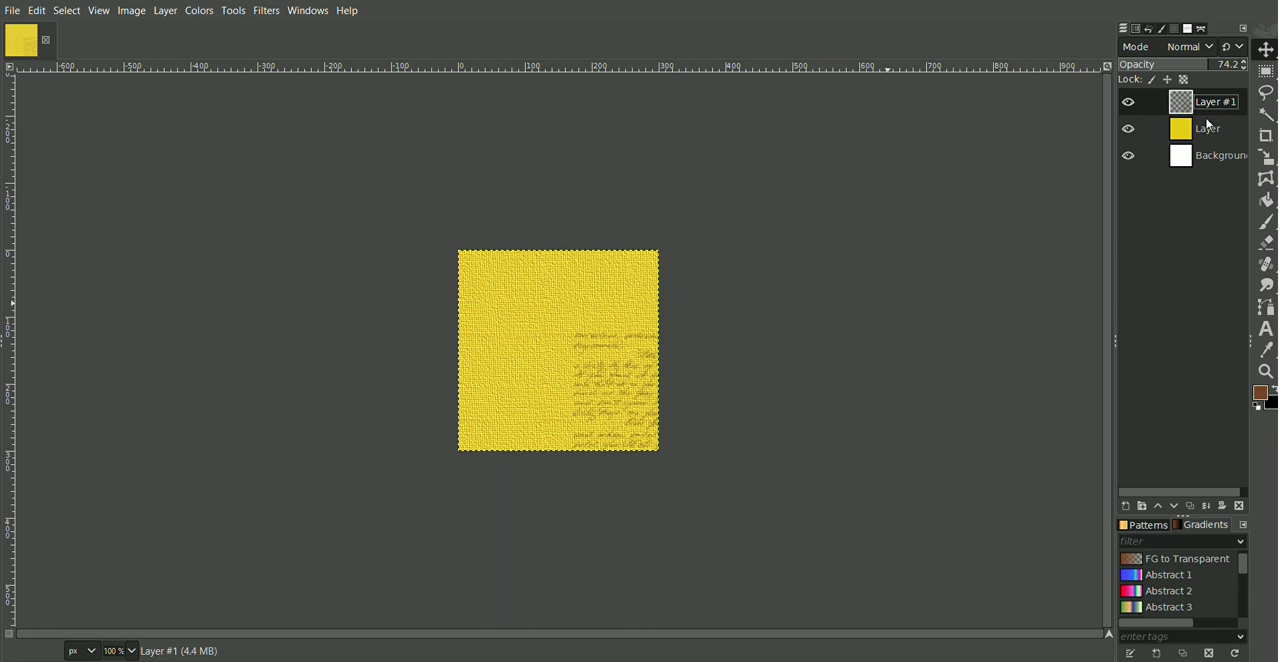 File Edit Select View Image Layer Colors Tools Filters Windows Help
Mode Normal
Opacity 74.2
Lock:
-600 -500 -400 -300 -200 -100 0 100 200 300 400 500 600 700 800 900
Layer #1
Layer
Backgroun
Patterns Gradients
filter
FG to Transparent
Abstract 1
Abstract 2
Abstract 3
enter tags
px 100 % Layer #1 (4.4 MB)